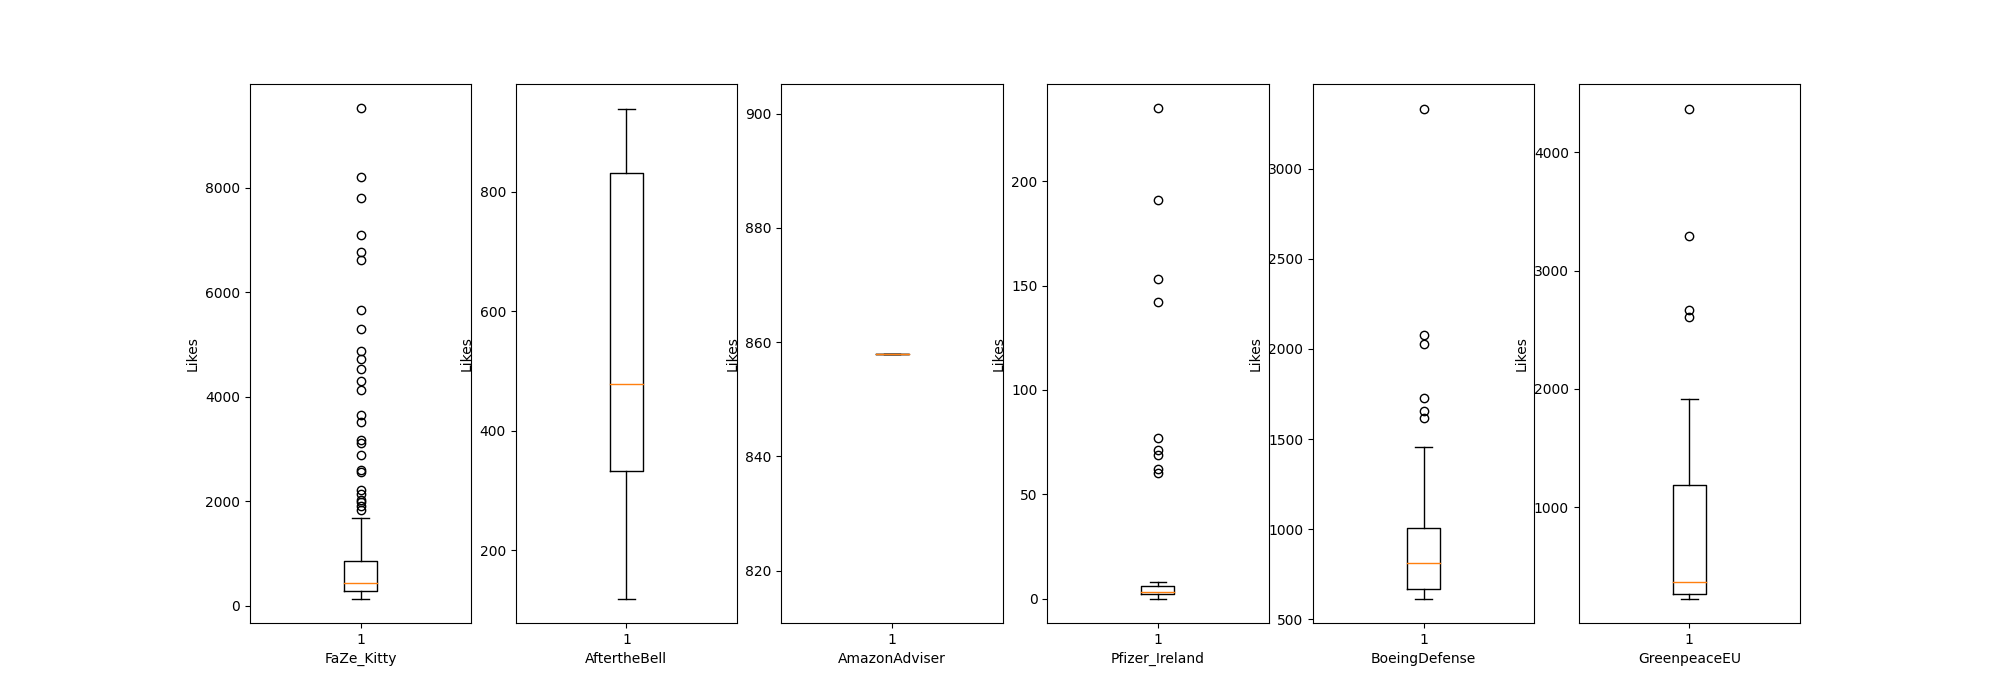 Likes
8000
6000
4000
2000
0
1
FaZe_Kitty
Likes
800
600
400
200
1
AftertheBell
Likes
900
880
860
840
820
1
AmazonAdviser
Likes
200
150
100
50
0
1
Pfizer_Ireland
Likes
3000
2500
2000
1500
1000
500
1
BoeingDefense
Likes
4000
3000
2000
1000
1
GreenpeaceEU